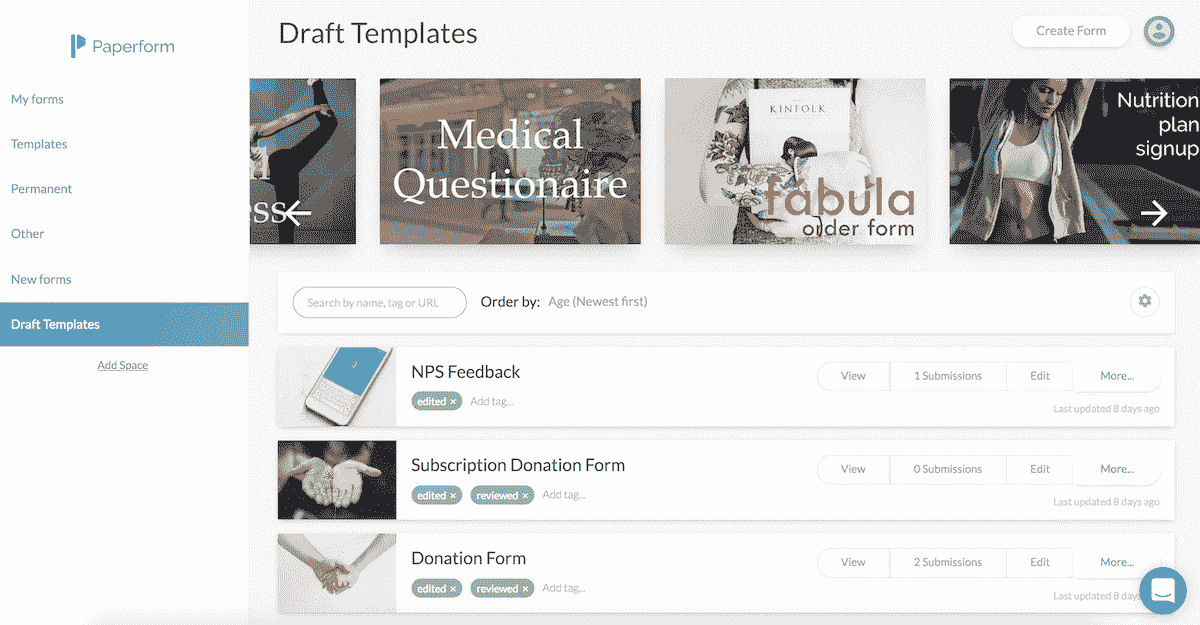 Paperform
My forms
Templates
Permanent
Other
New forms
Draft Templates
Add Space
Draft Templates
Create Form
ess
Medical
Questionaire
KINFOLK
fabula
order form
Nutrition
plan
signup
Search by name, tag or URL
Order by: Age (Newest first)
NPS Feedback
edited × Add tag...
View 1 Submissions Edit More...
Last updated 8 days ago
Subscription Donation Form
edited × reviewed × Add tag...
View 0 Submissions Edit More...
Last updated 8 days ago
Donation Form
edited × reviewed × Add tag...
View 2 Submissions Edit More...
Last updated 8 days